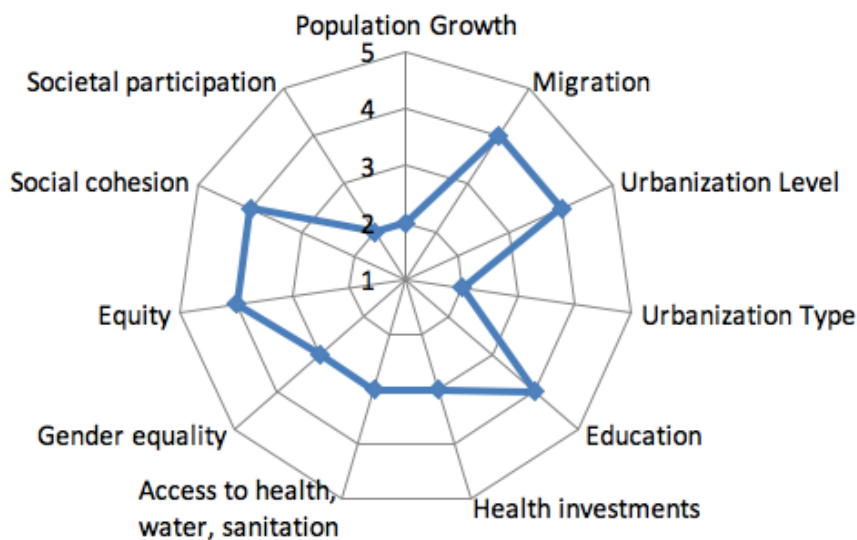 Population Growth
5
Migration
Societal participation
4
3
Social cohesion
Urbanization Level
2
1
Equity
Urbanization Type
Gender equality
Education
Access to health,
water, sanitation
Health investments